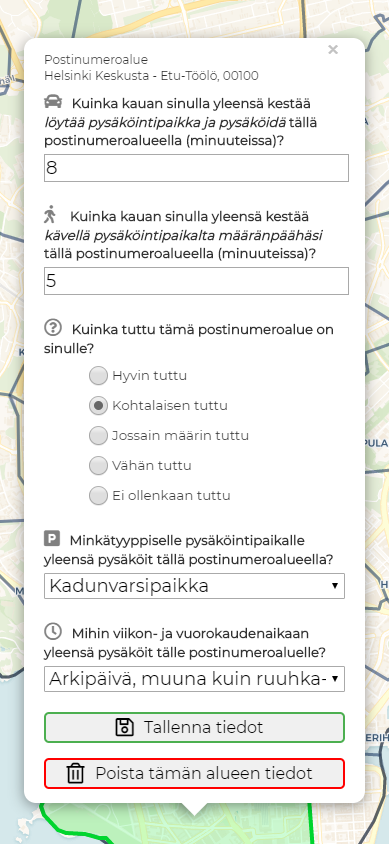 ×
Postinumeroalue
Helsinki Keskusta - Etu-Töölö, 00100
Kuinka kauan sinulla yleensä kestää
löytää pysäköintipaikka ja pysäköidä tällä
postinumeroalueella (minuuteissa)?
8
Kuinka kauan sinulla yleensä kestää
kävellä pysäköintipaikalta määränpäähäsi
tällä postinumeroalueella (minuuteissa)?
5
Kuinka tuttu tämä postinumeroalue on
sinulle?
Hyvin tuttu
Kohtalaisen tuttu
Jossain määrin tuttu
Vähän tuttu
Ei ollenkaan tuttu
P Minkätyyppiselle pysäköintipaikalle
yleensä pysäköit tällä postinumeroalueella?
Kadunvarsipaikka
Mihin viikon- ja vuorokaudenaikaan
yleensä pysäköit tälle postinumeroaluelle?
Arkipäivä, muuna kuin ruuhka-
Tallenna tiedot
Poista tämän alueen tiedot
PULA
ERIH